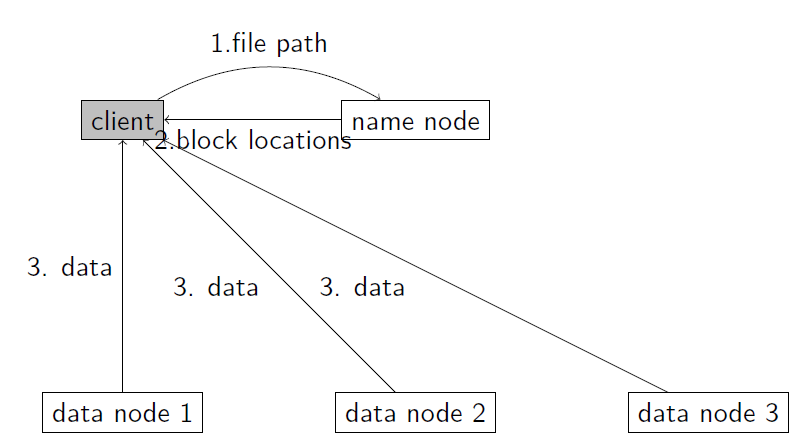 1.file path
client
name node
2.block locations
3. data
3. data
3. data
data node 1
data node 2
data node 3